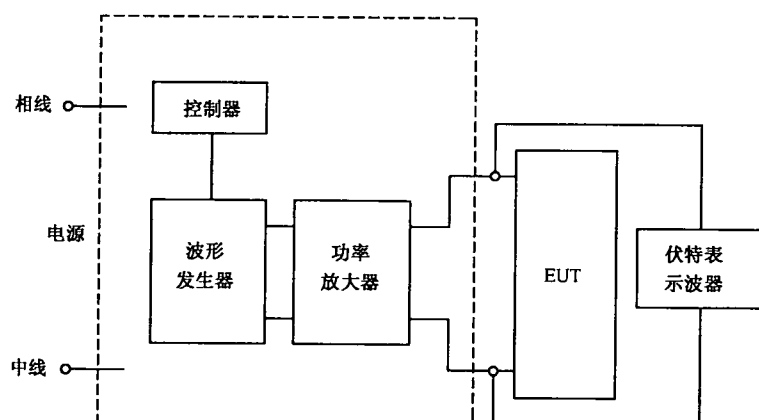 相线
控制器
电源
波形
发生器
功率
放大器
EUT
伏特表
示波器
中线